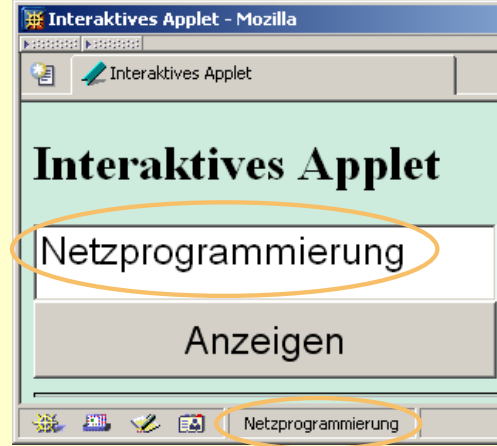 Interaktives Applet - Mozilla
Interaktives Applet
Interaktives Applet
Netzprogrammierung
Anzeigen
Netzprogrammierung